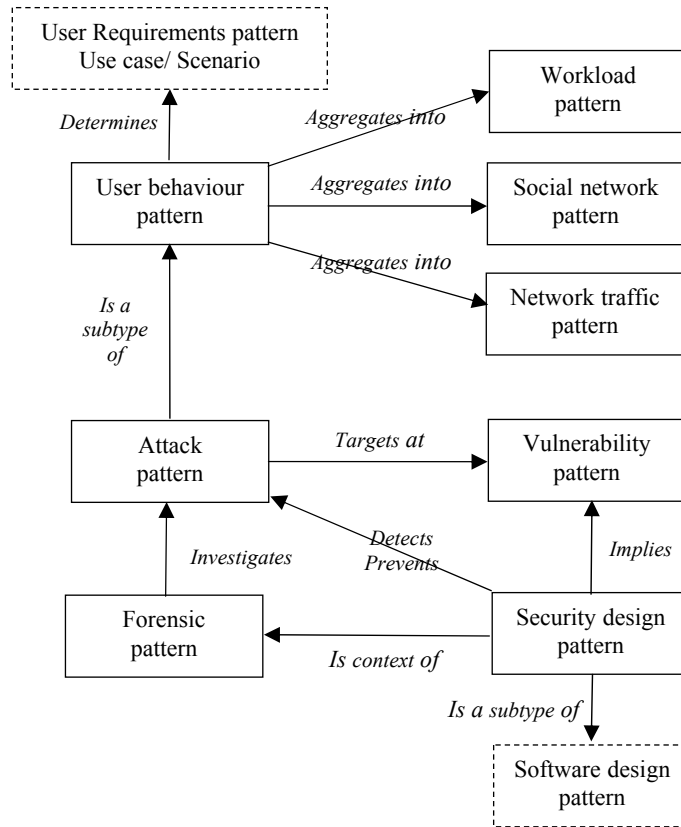 User Requirements pattern
Use case/ Scenario
Workload
pattern
Determines
Aggregates into
User behaviour
pattern
Aggregates into
Social network
pattern
Aggregates into
Network traffic
pattern
Is a
subtype
of
Attack
pattern
Targets at
Vulnerability
pattern
Detects
Prevents
Investigates
Implies
Forensic
pattern
Security design
pattern
Is context of
Is a subtype of
Software design
pattern